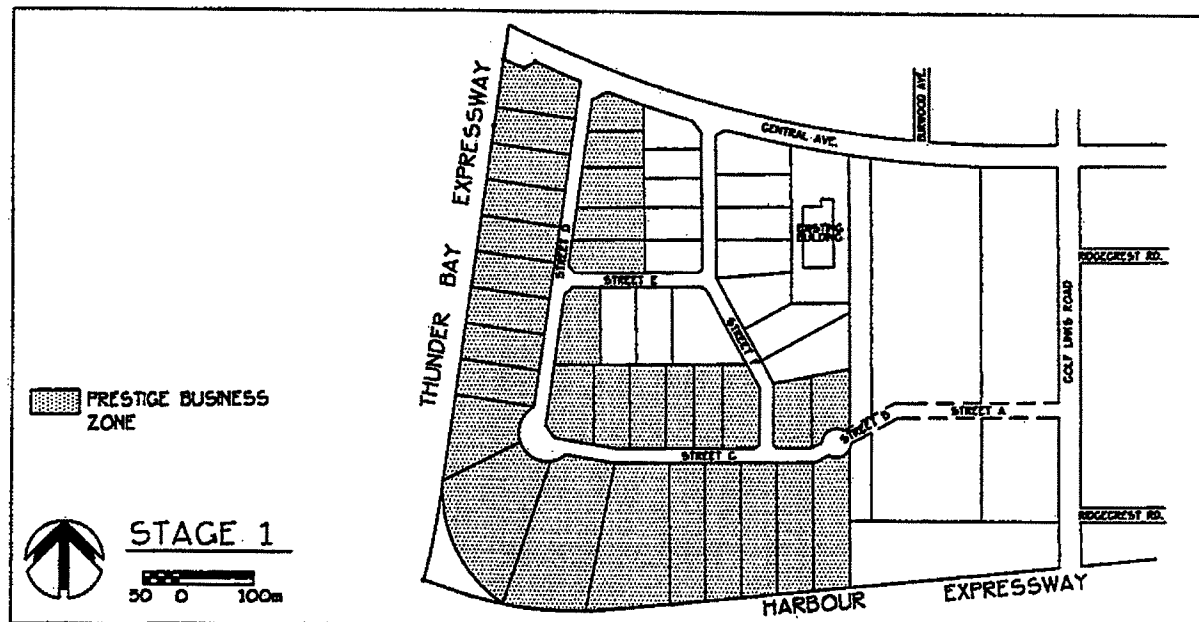 THUNDER BAY EXPRESSWAY
CENTRAL AVE.
BURWOOD AVE.
EXISTING
BUILDING
STREET D
STREET E
STREET F
GOLF LINKS ROAD
RIDGECREST RD.
PRESTIGE BUSINESS
ZONE
STREET A
STREET B
STREET C
RIDGECREST RD.
STAGE 1
50 0 100m
HARBOUR EXPRESSWAY